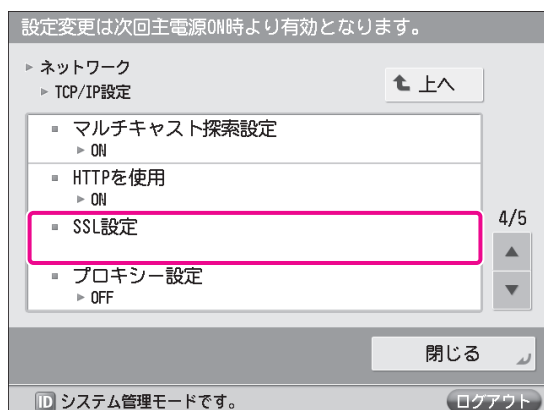 設定変更は次回主電源ON時より有効となります。
ネットワーク
TCP/IP設定
上へ
マルチキャスト探索設定
ON
HTTPを使用
ON
SSL設定
4/5
プロキシー設定
OFF
閉じる
ID システム管理モードです。
ログアウト